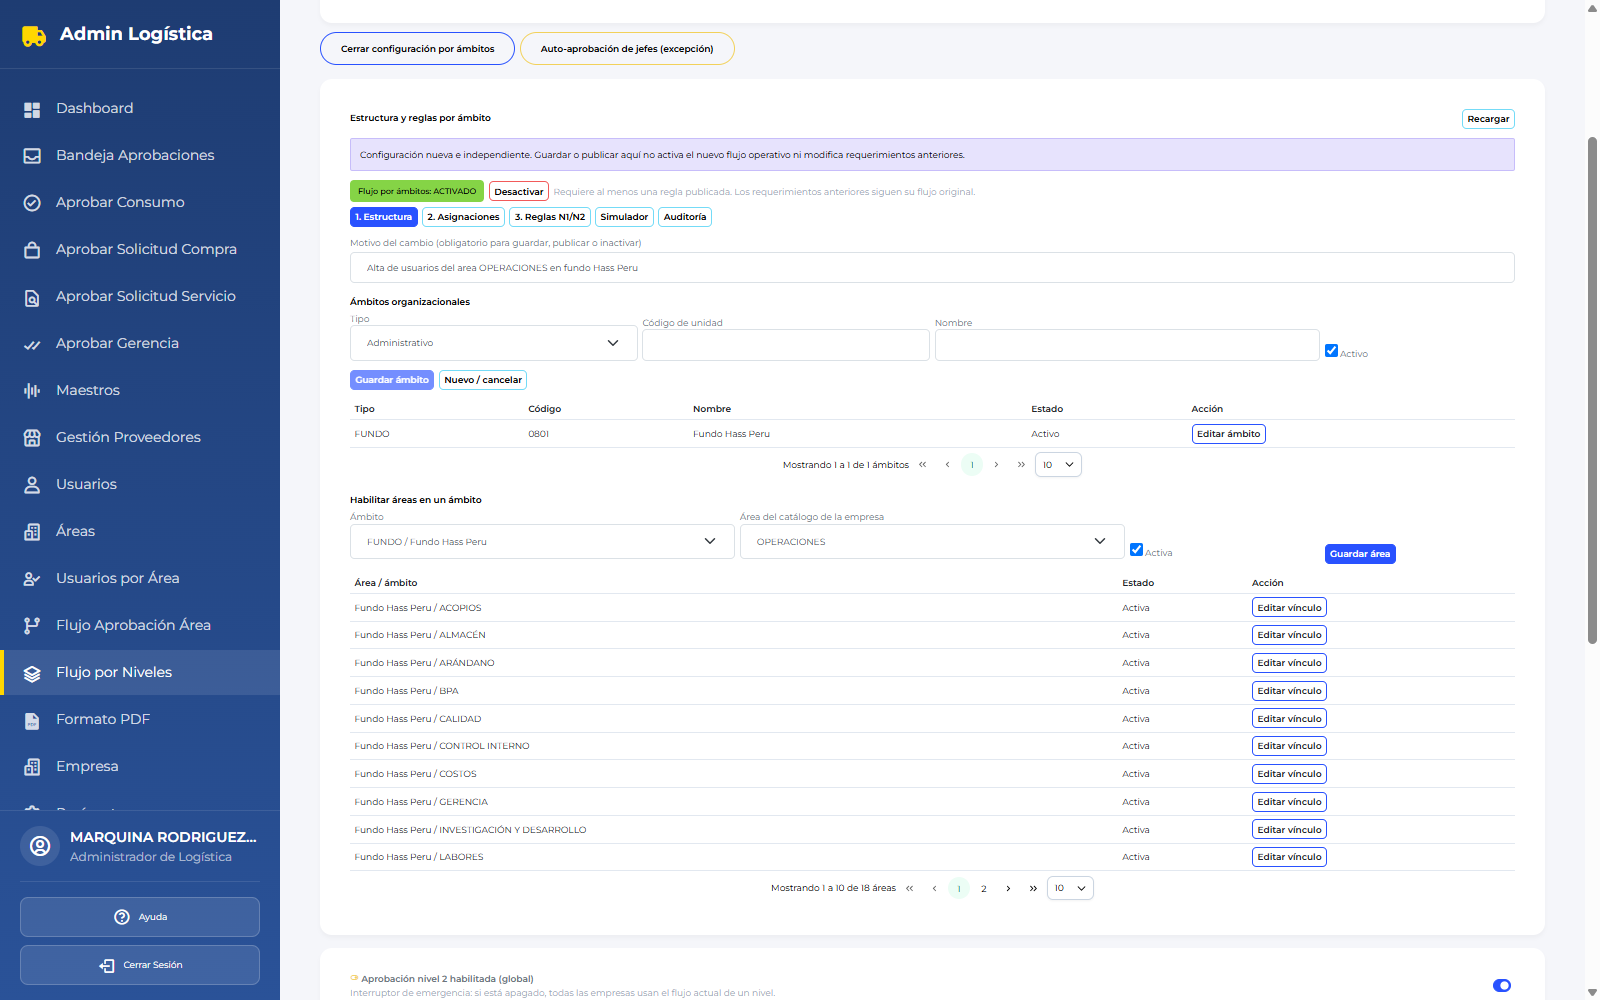 Admin Logística
Dashboard
Bandeja Aprobaciones
Aprobar Consumo
Aprobar Solicitud Compra
Aprobar Solicitud Servicio
Aprobar Gerencia
Maestros
Gestión Proveedores
Usuarios
Áreas
Usuarios por Área
Flujo Aprobación Área
Flujo por Niveles
Formato PDF
Empresa
MARQUINA RODRIGUEZ...
Administrador de Logística
Ayuda
Cerrar Sesión
Cerrar configuración por ámbitos
Auto-aprobación de jefes (excepción)
Estructura y reglas por ámbito
Recargar
Configuración nueva e independiente. Guardar o publicar aquí no activa el nuevo flujo operativo ni modifica requerimientos anteriores.
Flujo por ámbitos: ACTIVADO Desactivar Requiere al menos una regla publicada. Los requerimientos anteriores siguen su flujo original.
1. Estructura 2. Asignaciones 3. Reglas N1/N2 Simulador Auditoría
Motivo del cambio (obligatorio para guardar, publicar o inactivar)
Alta de usuarios del area OPERACIONES en fundo Hass Peru
Ámbitos organizacionales
Tipo Código de unidad Nombre
Administrativo Activo
Guardar ámbito Nuevo / cancelar
Tipo Código Nombre Estado Acción
FUNDO 0801 Fundo Hass Peru Activo Editar ámbito
Mostrando 1 a 1 de 1 ámbitos « ‹ 1 › » 10
Habilitar áreas en un ámbito
Ámbito Área del catálogo de la empresa
FUNDO / Fundo Hass Peru OPERACIONES Activa Guardar área
Área / ámbito Estado Acción
Fundo Hass Peru / ACOPIOS Activa Editar vínculo
Fundo Hass Peru / ALMACÉN Activa Editar vínculo
Fundo Hass Peru / ARÁNDANO Activa Editar vínculo
Fundo Hass Peru / BPA Activa Editar vínculo
Fundo Hass Peru / CALIDAD Activa Editar vínculo
Fundo Hass Peru / CONTROL INTERNO Activa Editar vínculo
Fundo Hass Peru / COSTOS Activa Editar vínculo
Fundo Hass Peru / GERENCIA Activa Editar vínculo
Fundo Hass Peru / INVESTIGACIÓN Y DESARROLLO Activa Editar vínculo
Fundo Hass Peru / LABORES Activa Editar vínculo
Mostrando 1 a 10 de 18 áreas « ‹ 1 2 › » 10
Aprobación nivel 2 habilitada (global)
Interruptor de emergencia: si está apagado, todas las empresas usan el flujo actual de un nivel.